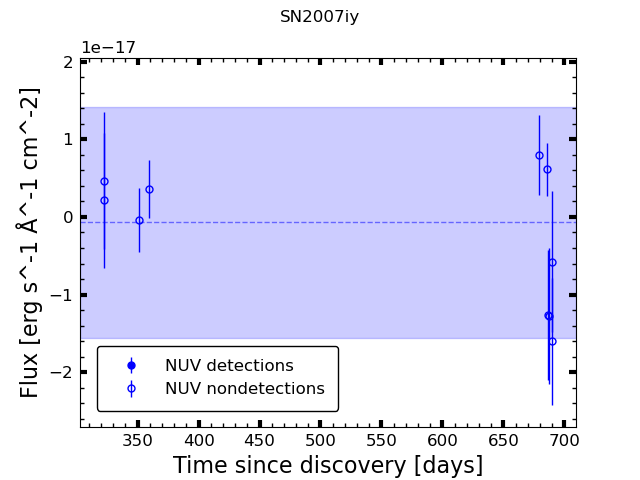 SN2007iy
1e−17
2
1
0
−1
−2
Flux [erg s^-1 Å^-1 cm^-2]
NUV detections
NUV nondetections
350 400 450 500 550 600 650 700
Time since discovery [days]